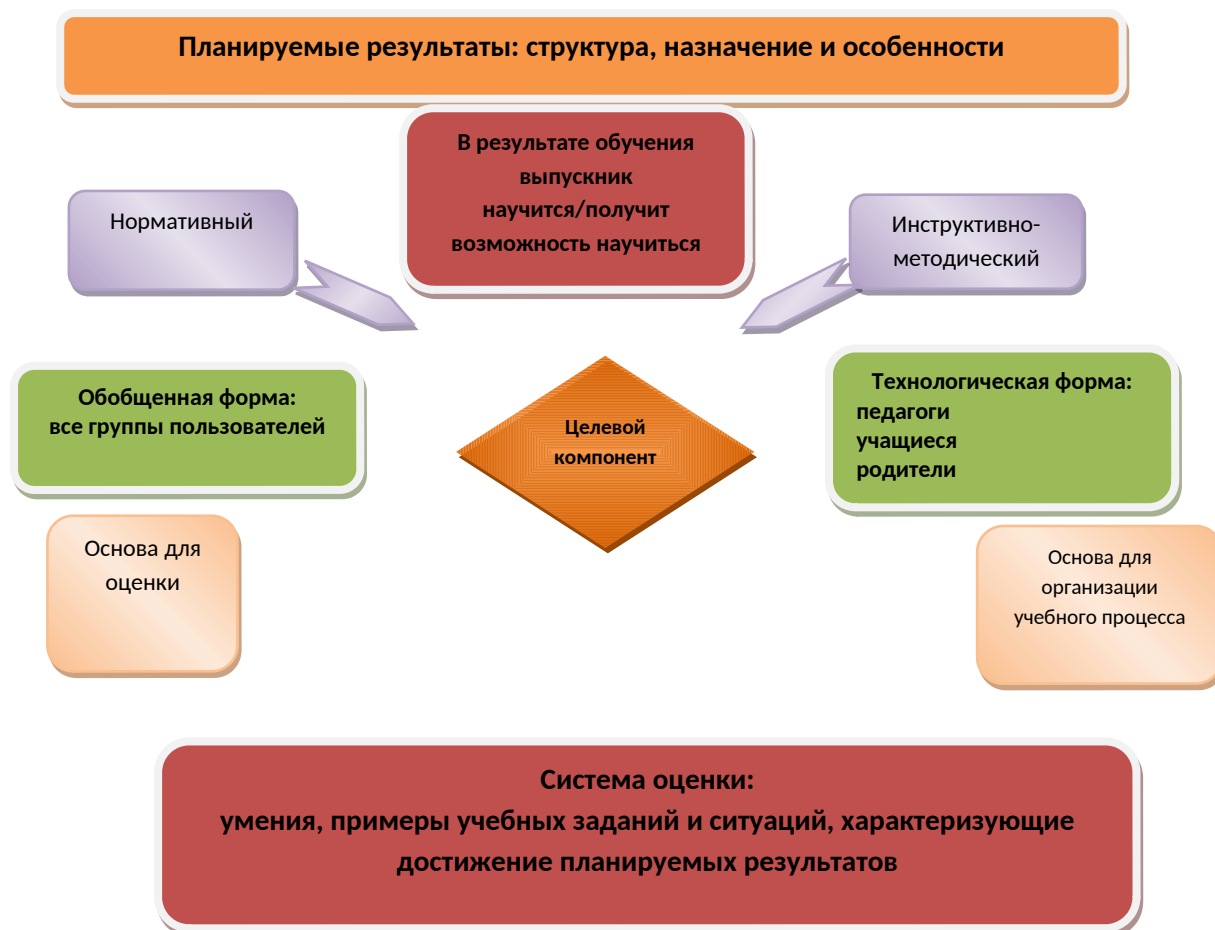 Планируемые результаты: структура, назначение и особенности
В результате обучения
выпускник
научится/получит
возможность научиться
Нормативный
Инструктивно-
методический
Обобщенная форма:
все группы пользователей
Целевой
компонент
Технологическая форма:
педагоги
учащиеся
родители
Основа для
оценки
Основа для
организации
учебного процесса
Система оценки:
умения, примеры учебных заданий и ситуаций, характеризующие
достижение планируемых результатов